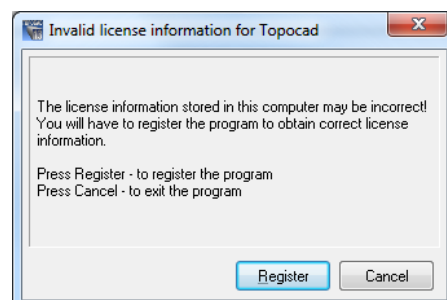 Invalid license information for Topocad
The license information stored in this computer may be incorrect!
You will have to register the program to obtain correct license
information.
Press Register - to register the program
Press Cancel - to exit the program
Register
Cancel